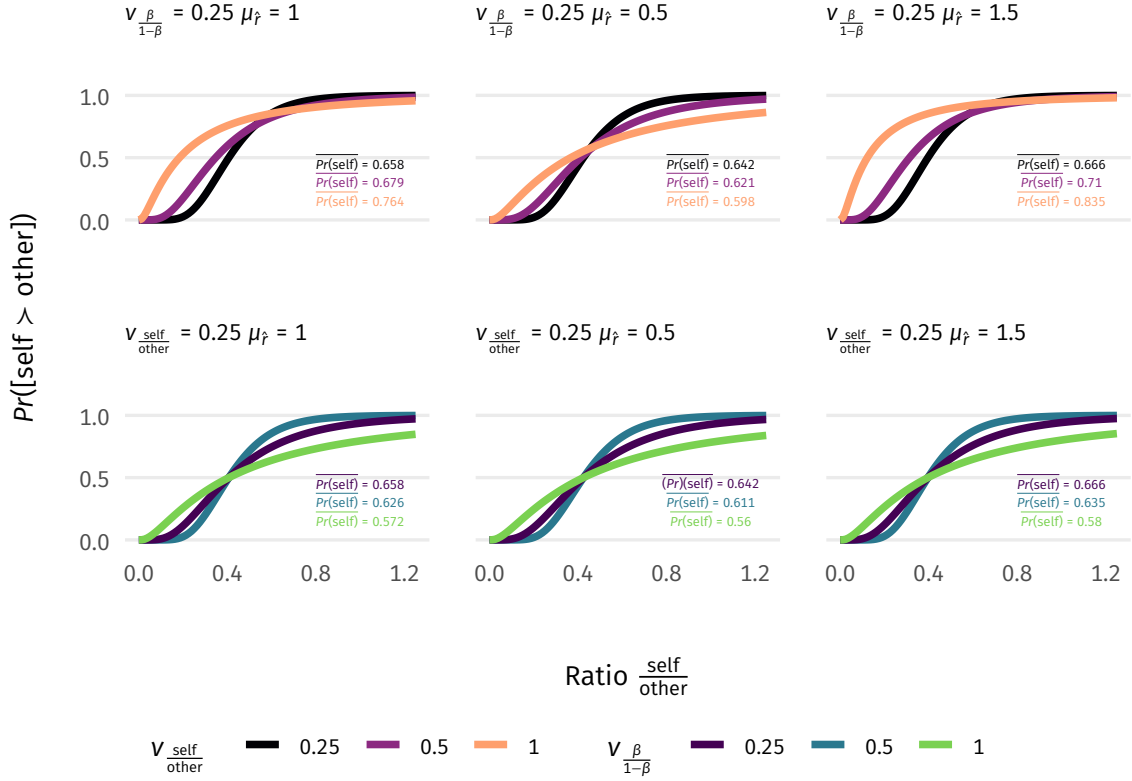 ν β/1−β = 0.25 μr̂ = 1
ν β/1−β = 0.25 μr̂ = 0.5
ν β/1−β = 0.25 μr̂ = 1.5
Pr([self ≻ other])
1.0
0.5
0.0
Pr(self) = 0.658
Pr(self) = 0.679
Pr(self) = 0.764
Pr(self) = 0.642
Pr(self) = 0.621
Pr(self) = 0.598
Pr(self) = 0.666
Pr(self) = 0.71
Pr(self) = 0.835
ν self/other = 0.25 μr̂ = 1
ν self/other = 0.25 μr̂ = 0.5
ν self/other = 0.25 μr̂ = 1.5
1.0
0.5
0.0
Pr(self) = 0.658
Pr(self) = 0.626
Pr(self) = 0.572
(Pr)(self) = 0.642
Pr(self) = 0.611
Pr(self) = 0.56
Pr(self) = 0.666
Pr(self) = 0.635
Pr(self) = 0.58
0.0 0.4 0.8 1.2
0.0 0.4 0.8 1.2
0.0 0.4 0.8 1.2
Ratio self/other
ν self/other 0.25 0.5 1
ν β/1−β 0.25 0.5 1